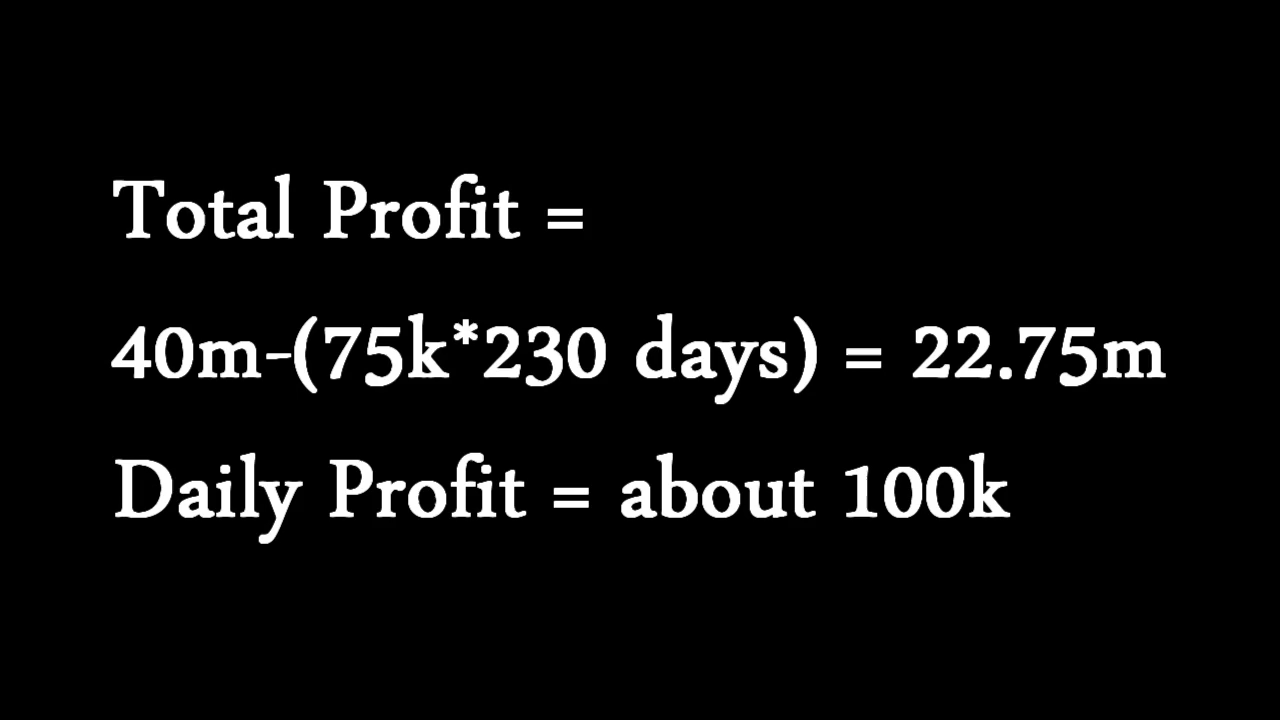 Total Profit =
40m-(75k*230 days) = 22.75m
Daily Profit = about 100k